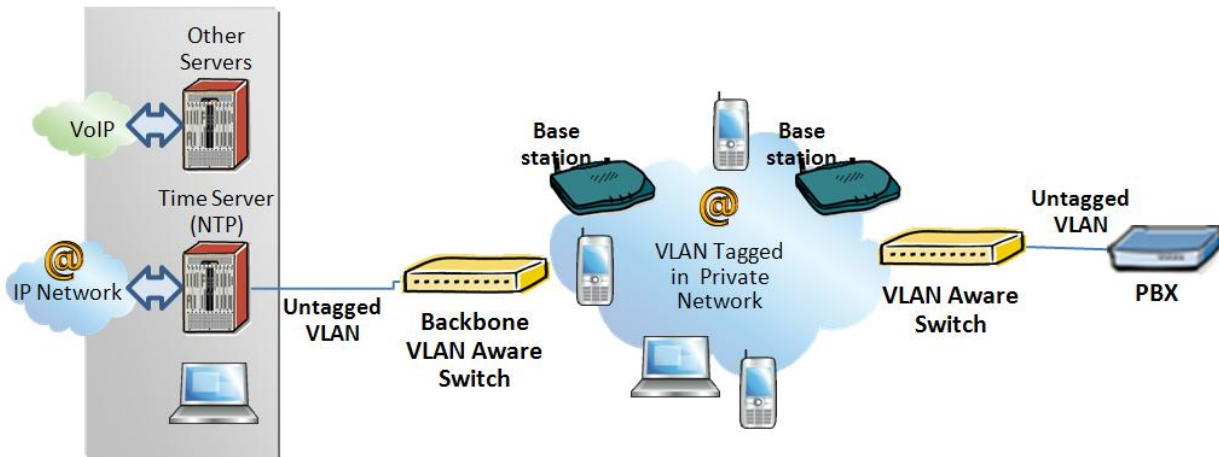 Other
Servers
VoIP
Time Server
(NTP)
@
IP Network
Untagged
VLAN
Backbone
VLAN Aware
Switch
Base
station
Base
station
@
VLAN Tagged
in Private
Network
VLAN Aware
Switch
Untagged
VLAN
PBX